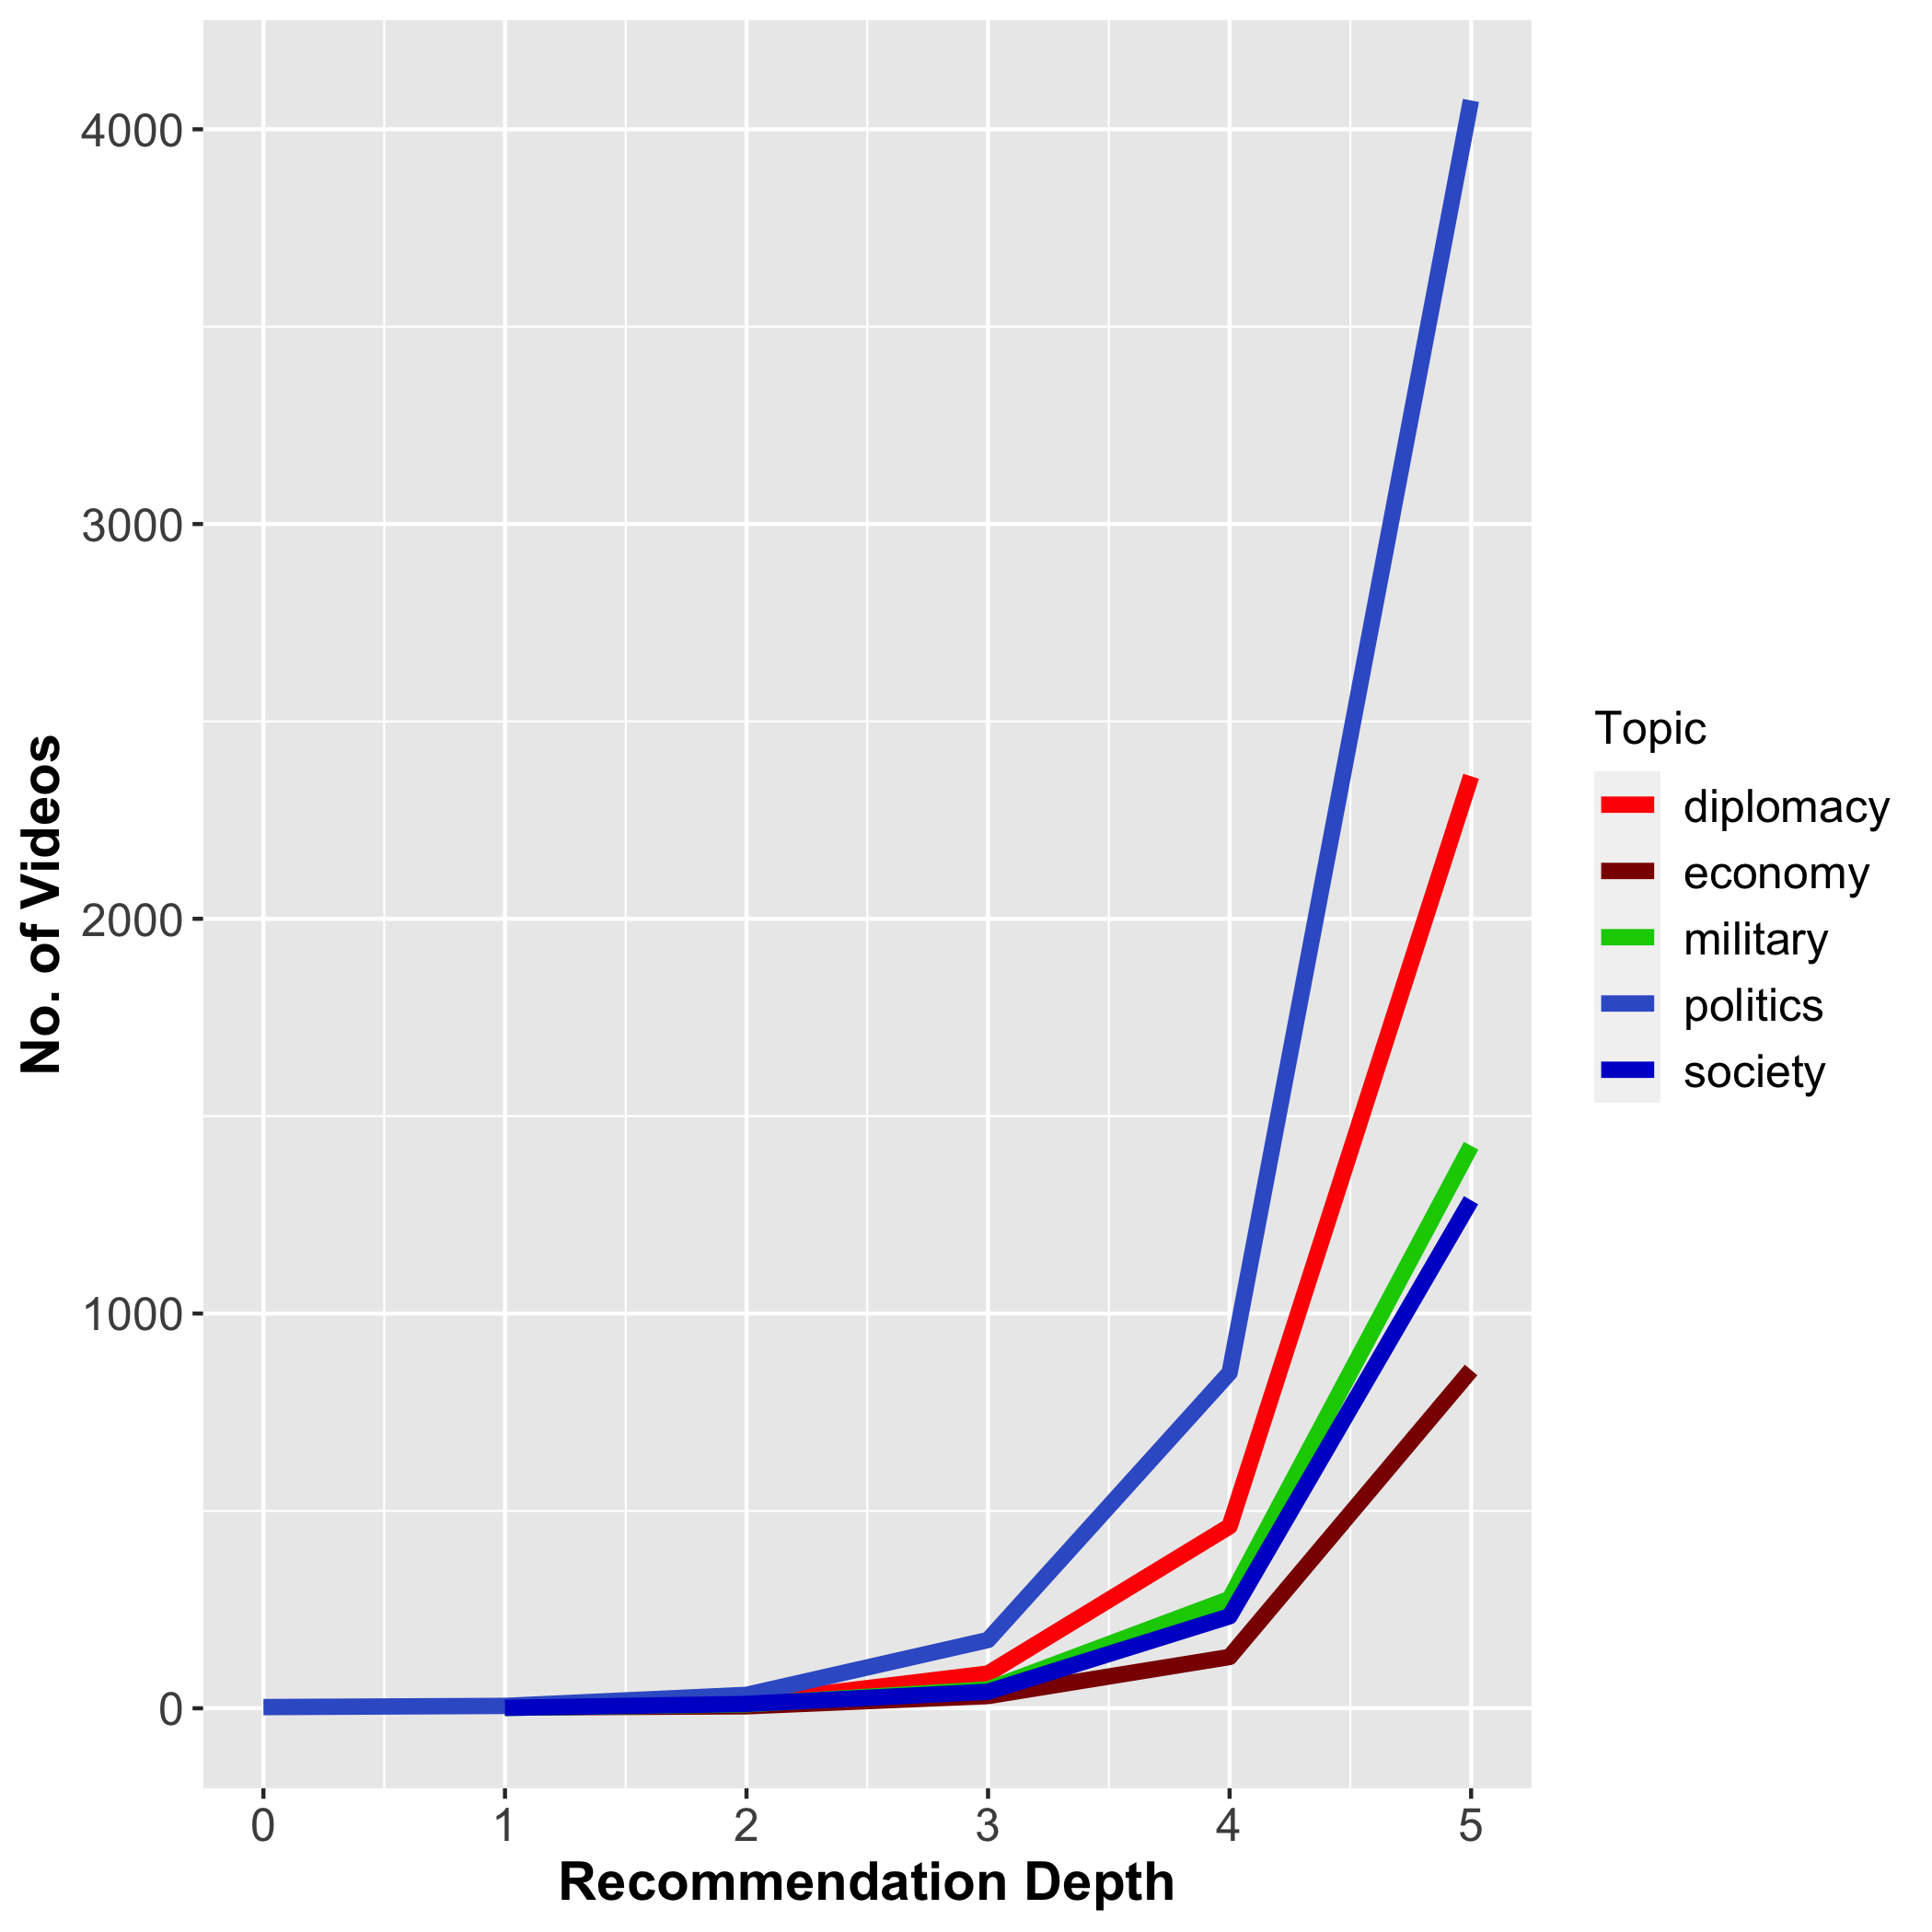 4000
3000
2000
1000
0
No. of Videos
0 1 2 3 4 5
Recommendation Depth
Topic
diplomacy
economy
military
politics
society